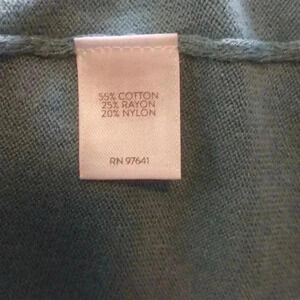 55% COTTON
25% RAYON
20% NYLON
RN 97641